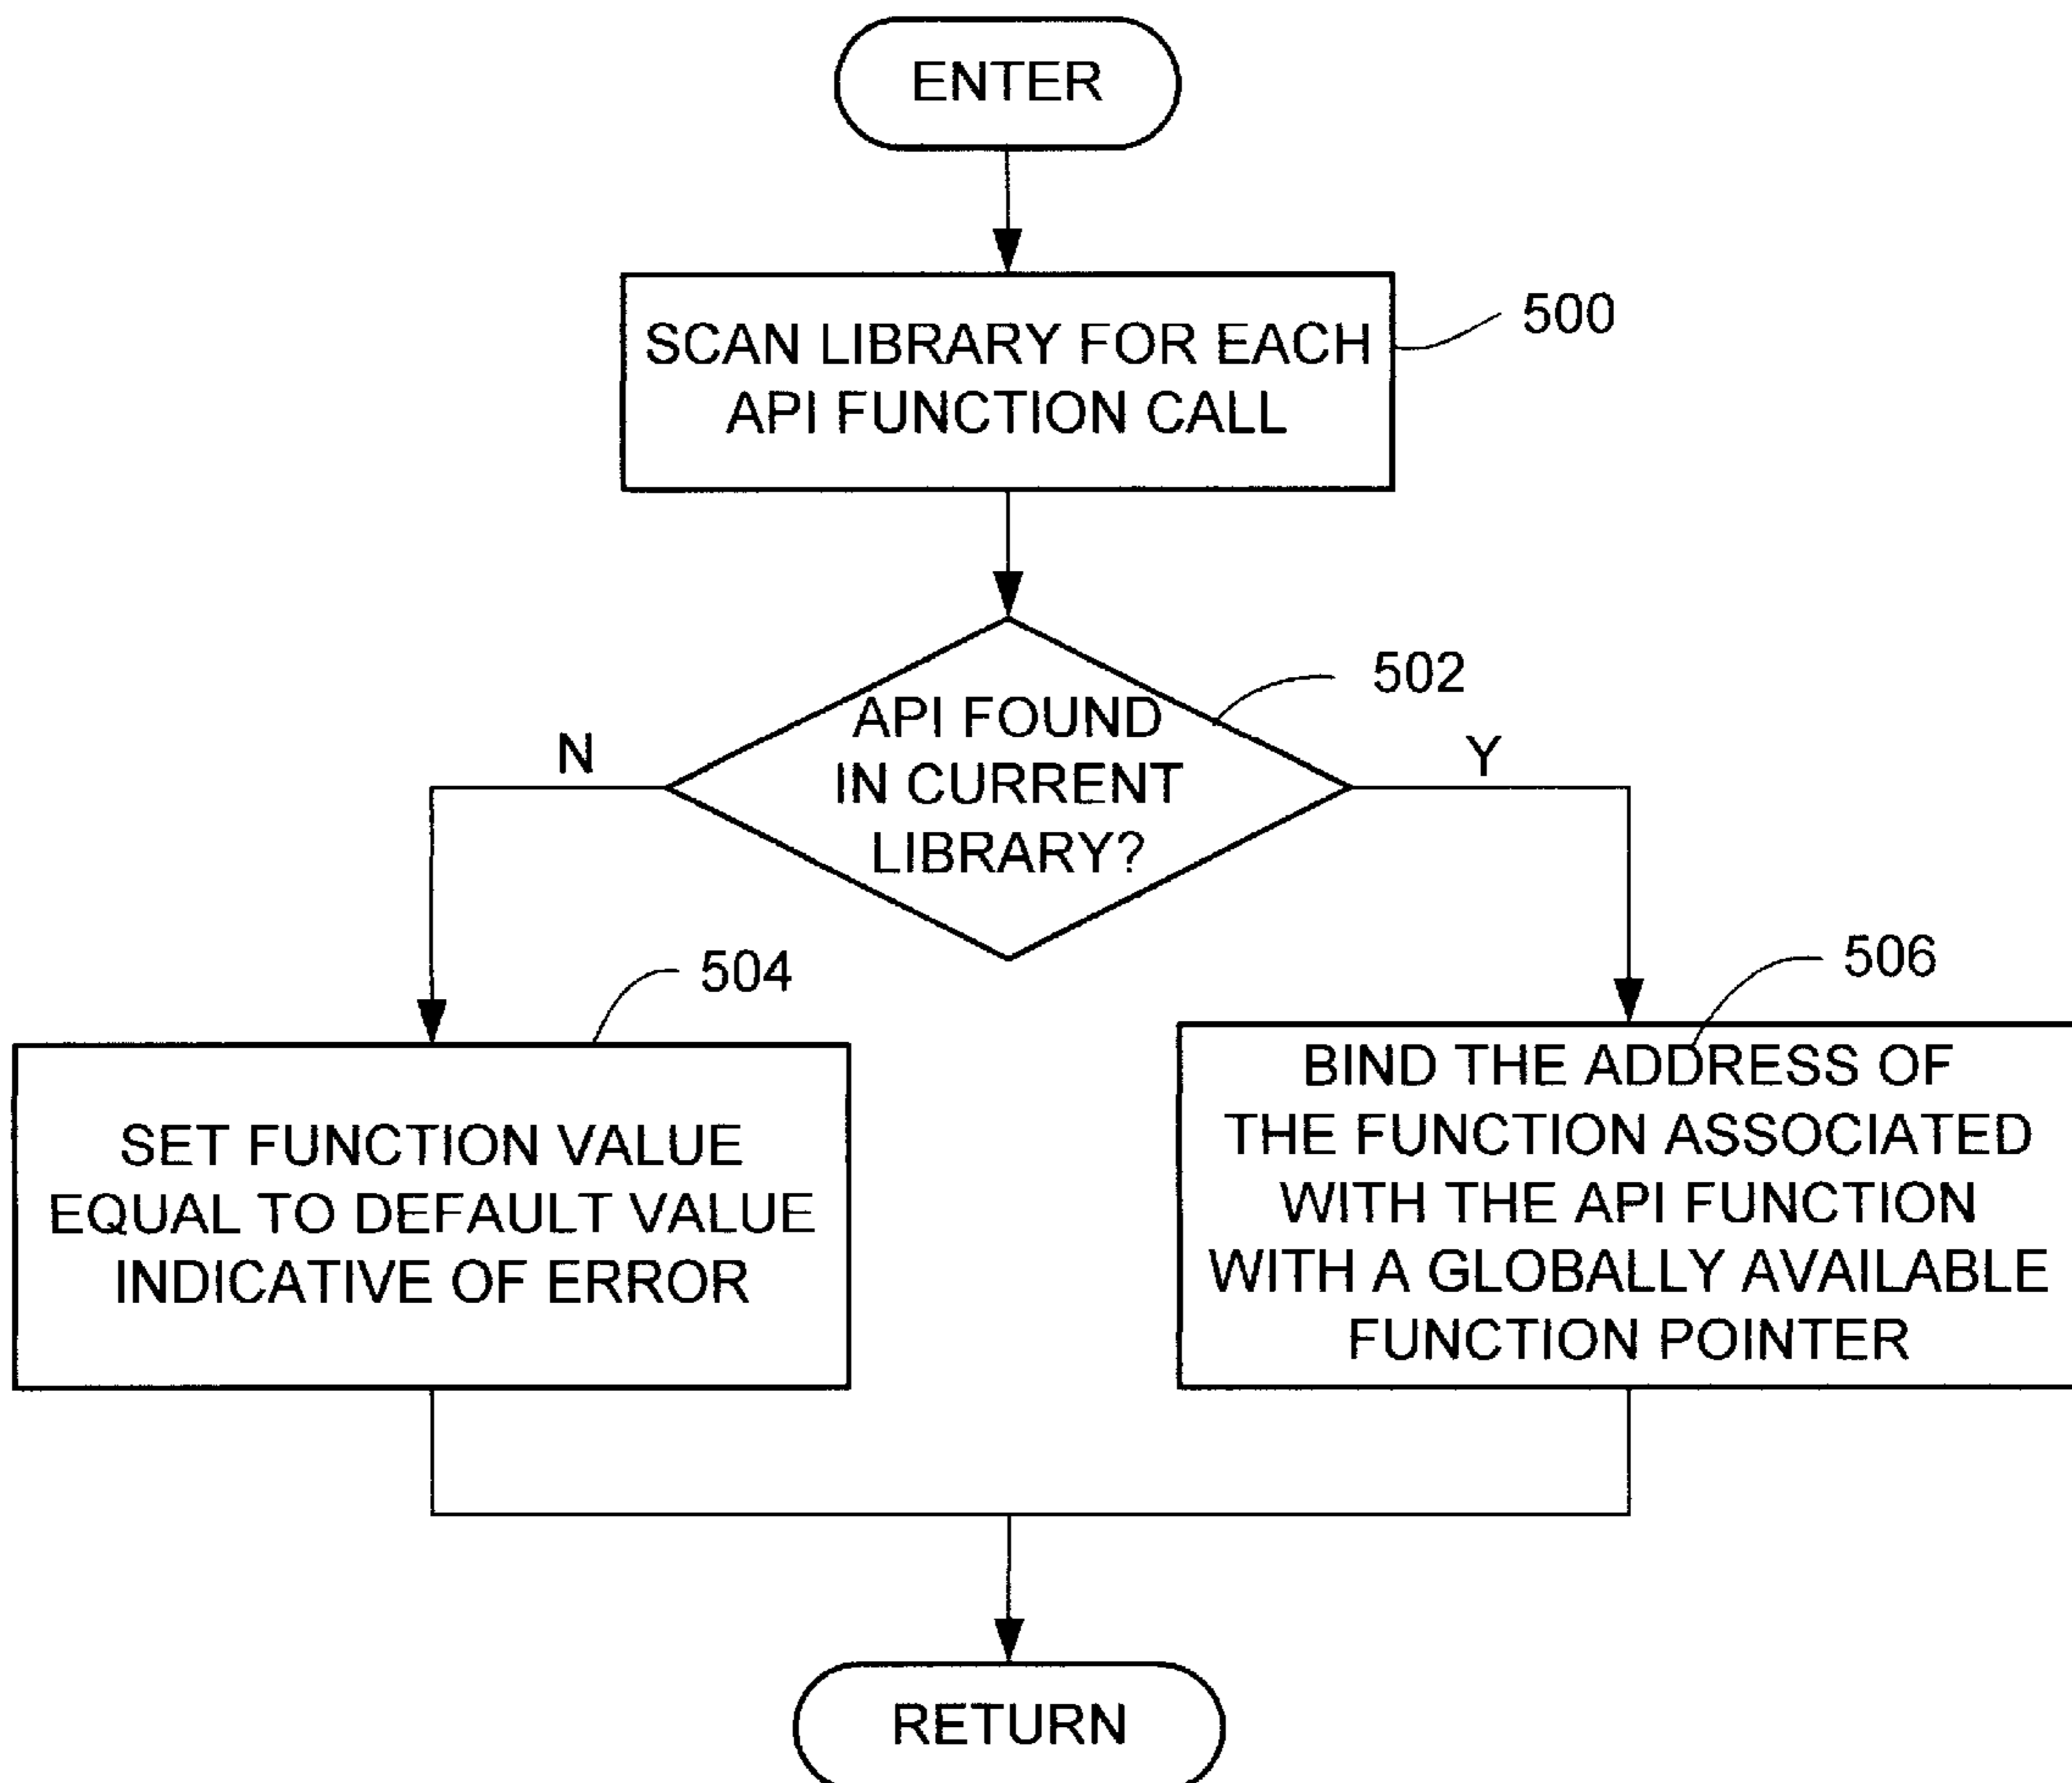 ENTER
SCAN LIBRARY FOR EACH
API FUNCTION CALL
500
API FOUND
IN CURRENT
LIBRARY?
502
N
Y
504
SET FUNCTION VALUE
EQUAL TO DEFAULT VALUE
INDICATIVE OF ERROR
506
BIND THE ADDRESS OF
THE FUNCTION ASSOCIATED
WITH THE API FUNCTION
WITH A GLOBALLY AVAILABLE
FUNCTION POINTER
RETURN